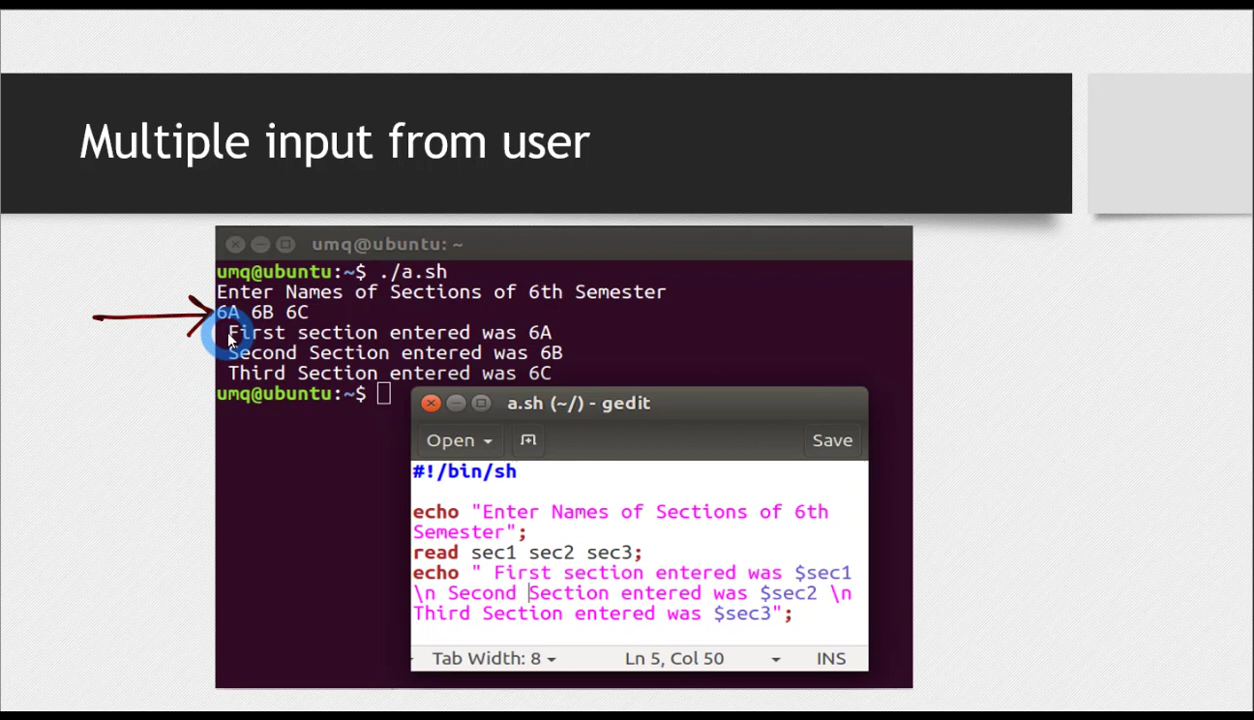 Multiple input from user
umq@ubuntu: ~
umq@ubuntu:~$ ./a.sh
Enter Names of Sections of 6th Semester
6A 6B 6C
First section entered was 6A
Second Section entered was 6B
Third Section entered was 6C
umq@ubuntu:~$
a.sh (~/) - gedit
Open
Save
#!/bin/sh
echo "Enter Names of Sections of 6th
Semester";
read sec1 sec2 sec3;
echo " First section entered was $sec1
\n Second Section entered was $sec2 \n
Third Section entered was $sec3";
Tab Width: 8 Ln 5, Col 50 INS